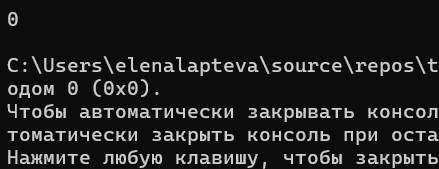 0
C:\Users\elenalapteva\source\repos\t
одом 0 (0x0).
Чтобы автоматически закрывать консол
томатически закрыть консоль при оста
Нажмите любую клавишу, чтобы закрыть